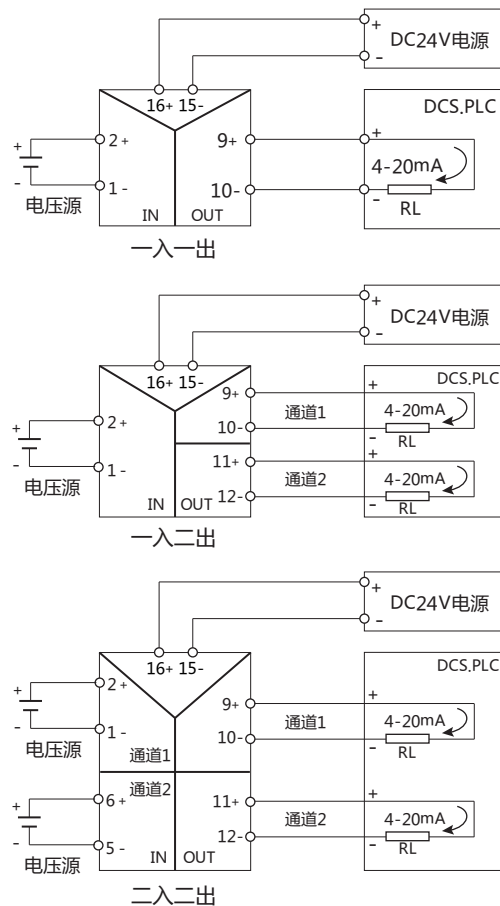 +
DC24V电源
-
16+ 15-
DCS.PLC
+ 2+ 9+ +
4-20mA
- 1- 10- -
RL
电压源
IN OUT
一入一出
+
DC24V电源
-
16+ 15-
DCS.PLC
9+ +
+ 2+ 通道1 4-20mA
10- - RL
11+ +
- 1- 通道2 4-20mA
电压源 IN OUT 12- - RL
一入二出
+
DC24V电源
-
16+ 15-
DCS.PLC
+ 2+ 9+ +
通道1 4-20mA
- 1- 10- - RL
电压源 通道1
通道2
+ 6+ 11+ +
通道2 4-20mA
- 5- 12- - RL
电压源 IN OUT
二入二出